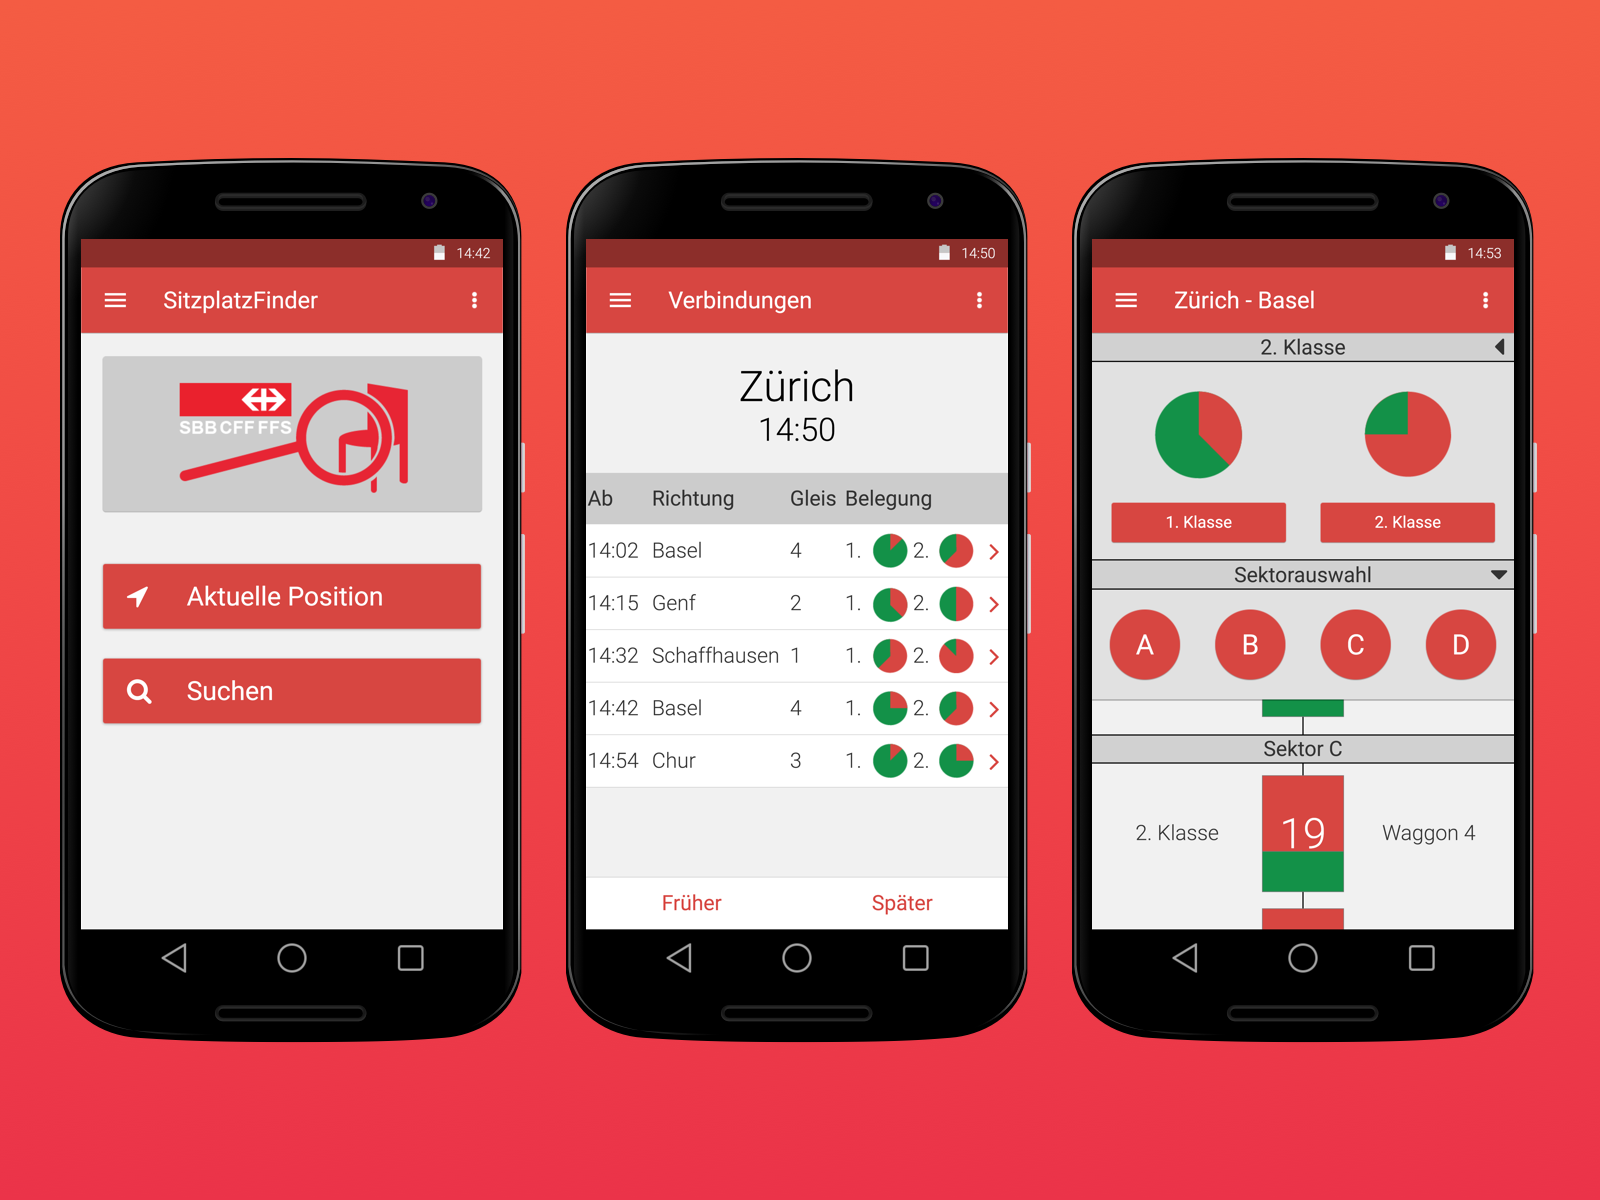 14:42
SitzplatzFinder
SBB CFF FFS
Aktuelle Position
Suchen
14:50
Verbindungen
Zürich
14:50
Ab Richtung Gleis Belegung
14:02 Basel 4 1. 2.
14:15 Genf 2 1. 2.
14:32 Schaffhausen 1 1. 2.
14:42 Basel 4 1. 2.
14:54 Chur 3 1. 2.
Früher Später
14:53
Zürich - Basel
2. Klasse
1. Klasse 2. Klasse
Sektorauswahl
A B C D
Sektor C
2. Klasse 19 Waggon 4